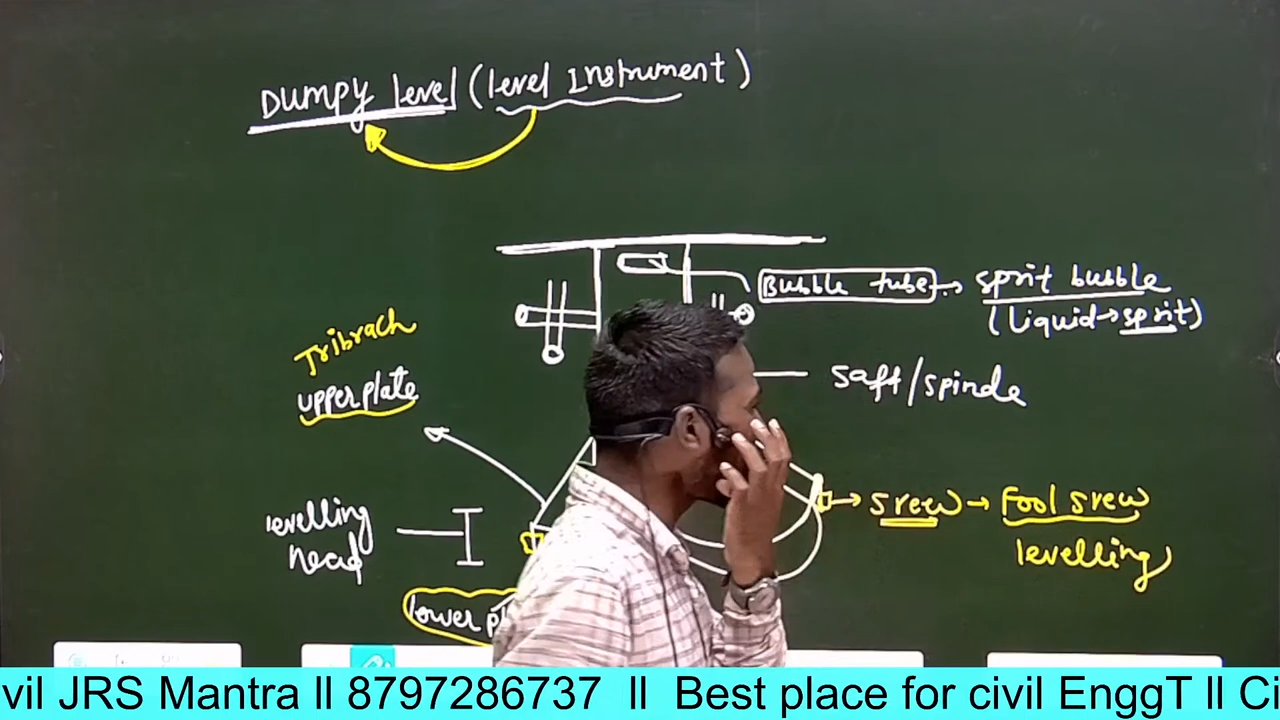 Dumpy level (level Instrument)
Bubble tube → sprit bubble
(liquid→sprit)
Tribrach
upper plate
saft/spinde
srew → Fool srew
levelling
levelling
head
lower
vil JRS Mantra ll 8797286737 ll Best place for civil EnggT ll Ci